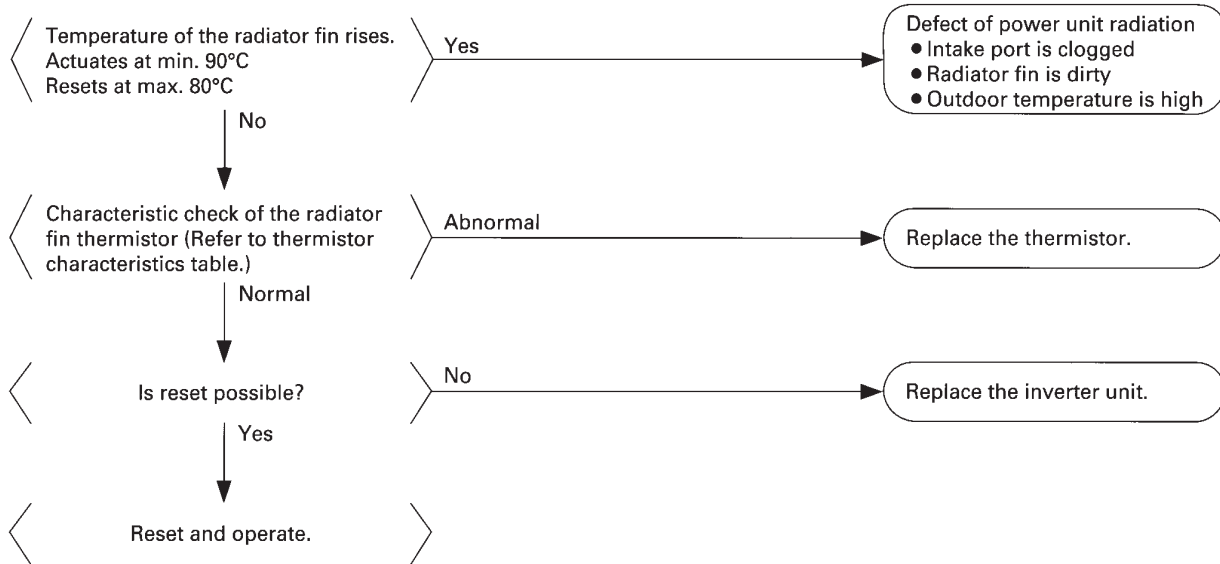 Temperature of the radiator fin rises.
Actuates at min. 90°C
Resets at max. 80°C
Yes
Defect of power unit radiation
● Intake port is clogged
● Radiator fin is dirty
● Outdoor temperature is high
No
Characteristic check of the radiator
fin thermistor (Refer to thermistor
characteristics table.)
Abnormal
Replace the thermistor.
Normal
Is reset possible?
No
Replace the inverter unit.
Yes
Reset and operate.